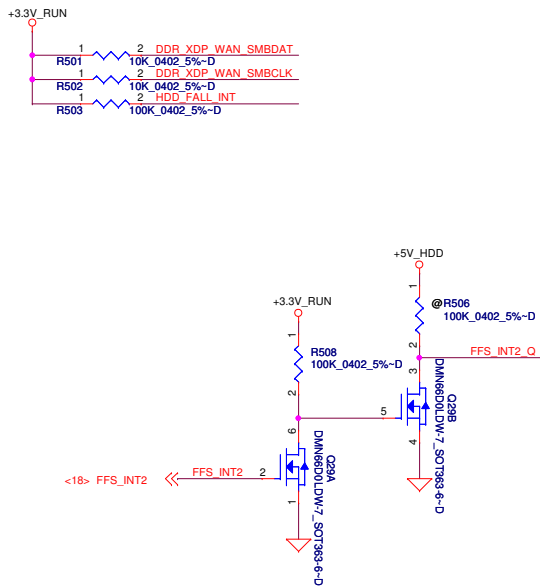 +3.3V_RUN
1 2 DDR_XDP_WAN_SMBDAT
R501 10K_0402_5%~D
1 2 DDR_XDP_WAN_SMBCLK
R502 10K_0402_5%~D
1 2 HDD_FALL_INT
R503 100K_0402_5%~D
+5V_HDD
1
@R506
100K_0402_5%~D
2
FFS_INT2_Q
+3.3V_RUN
1
R508
100K_0402_5%~D
2
3
5
4
Q29B
DMN66D0LDW-7_SOT363-6~D
6
2
1
Q29A
DMN66D0LDW-7_SOT363-6~D
<18> FFS_INT2
FFS_INT2